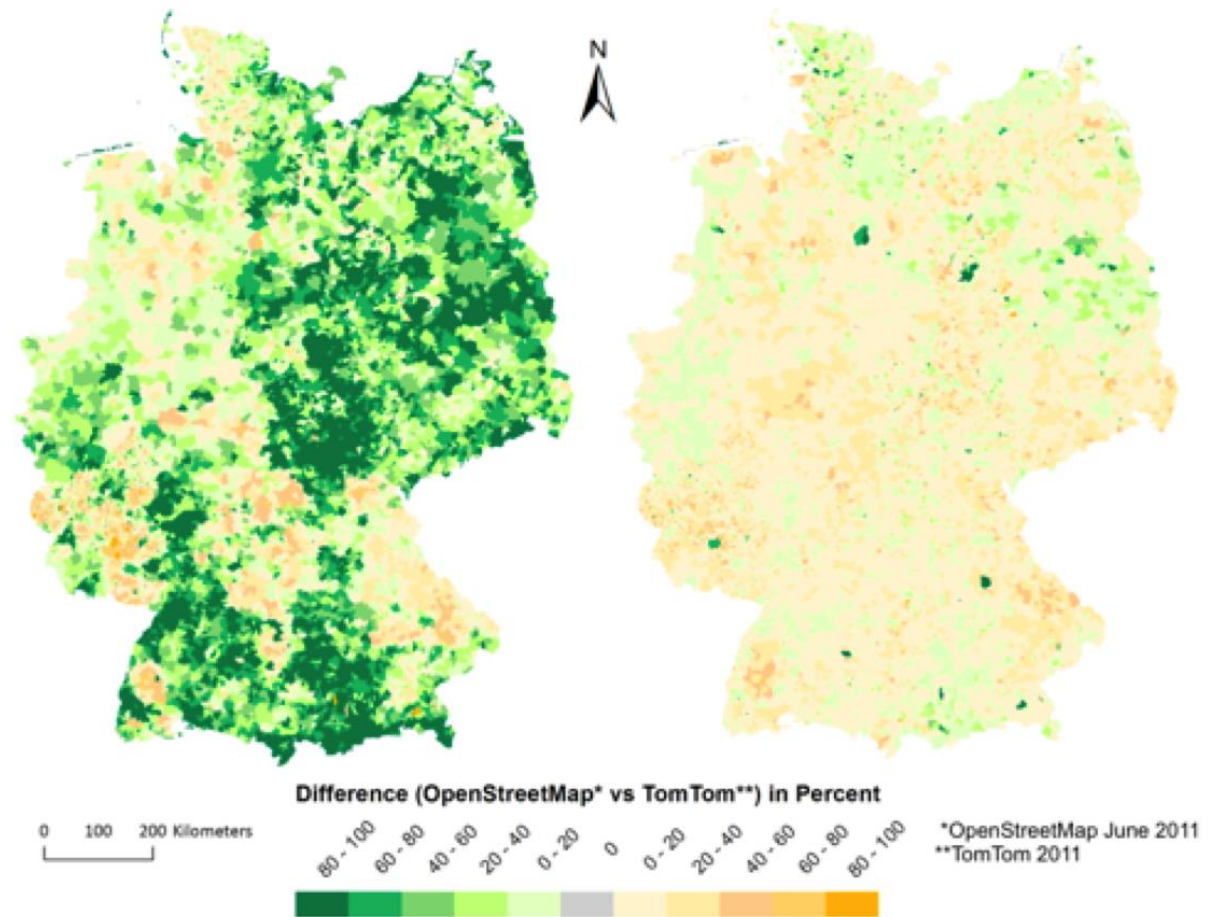 N
Difference (OpenStreetMap* vs TomTom**) in Percent
0 100 200 Kilometers
80 - 100 60 - 80 40 - 60 20 - 40 0 - 20 0 0 - 20 20 - 40 40 - 60 60 - 80 80 - 100
*OpenStreetMap June 2011
**TomTom 2011